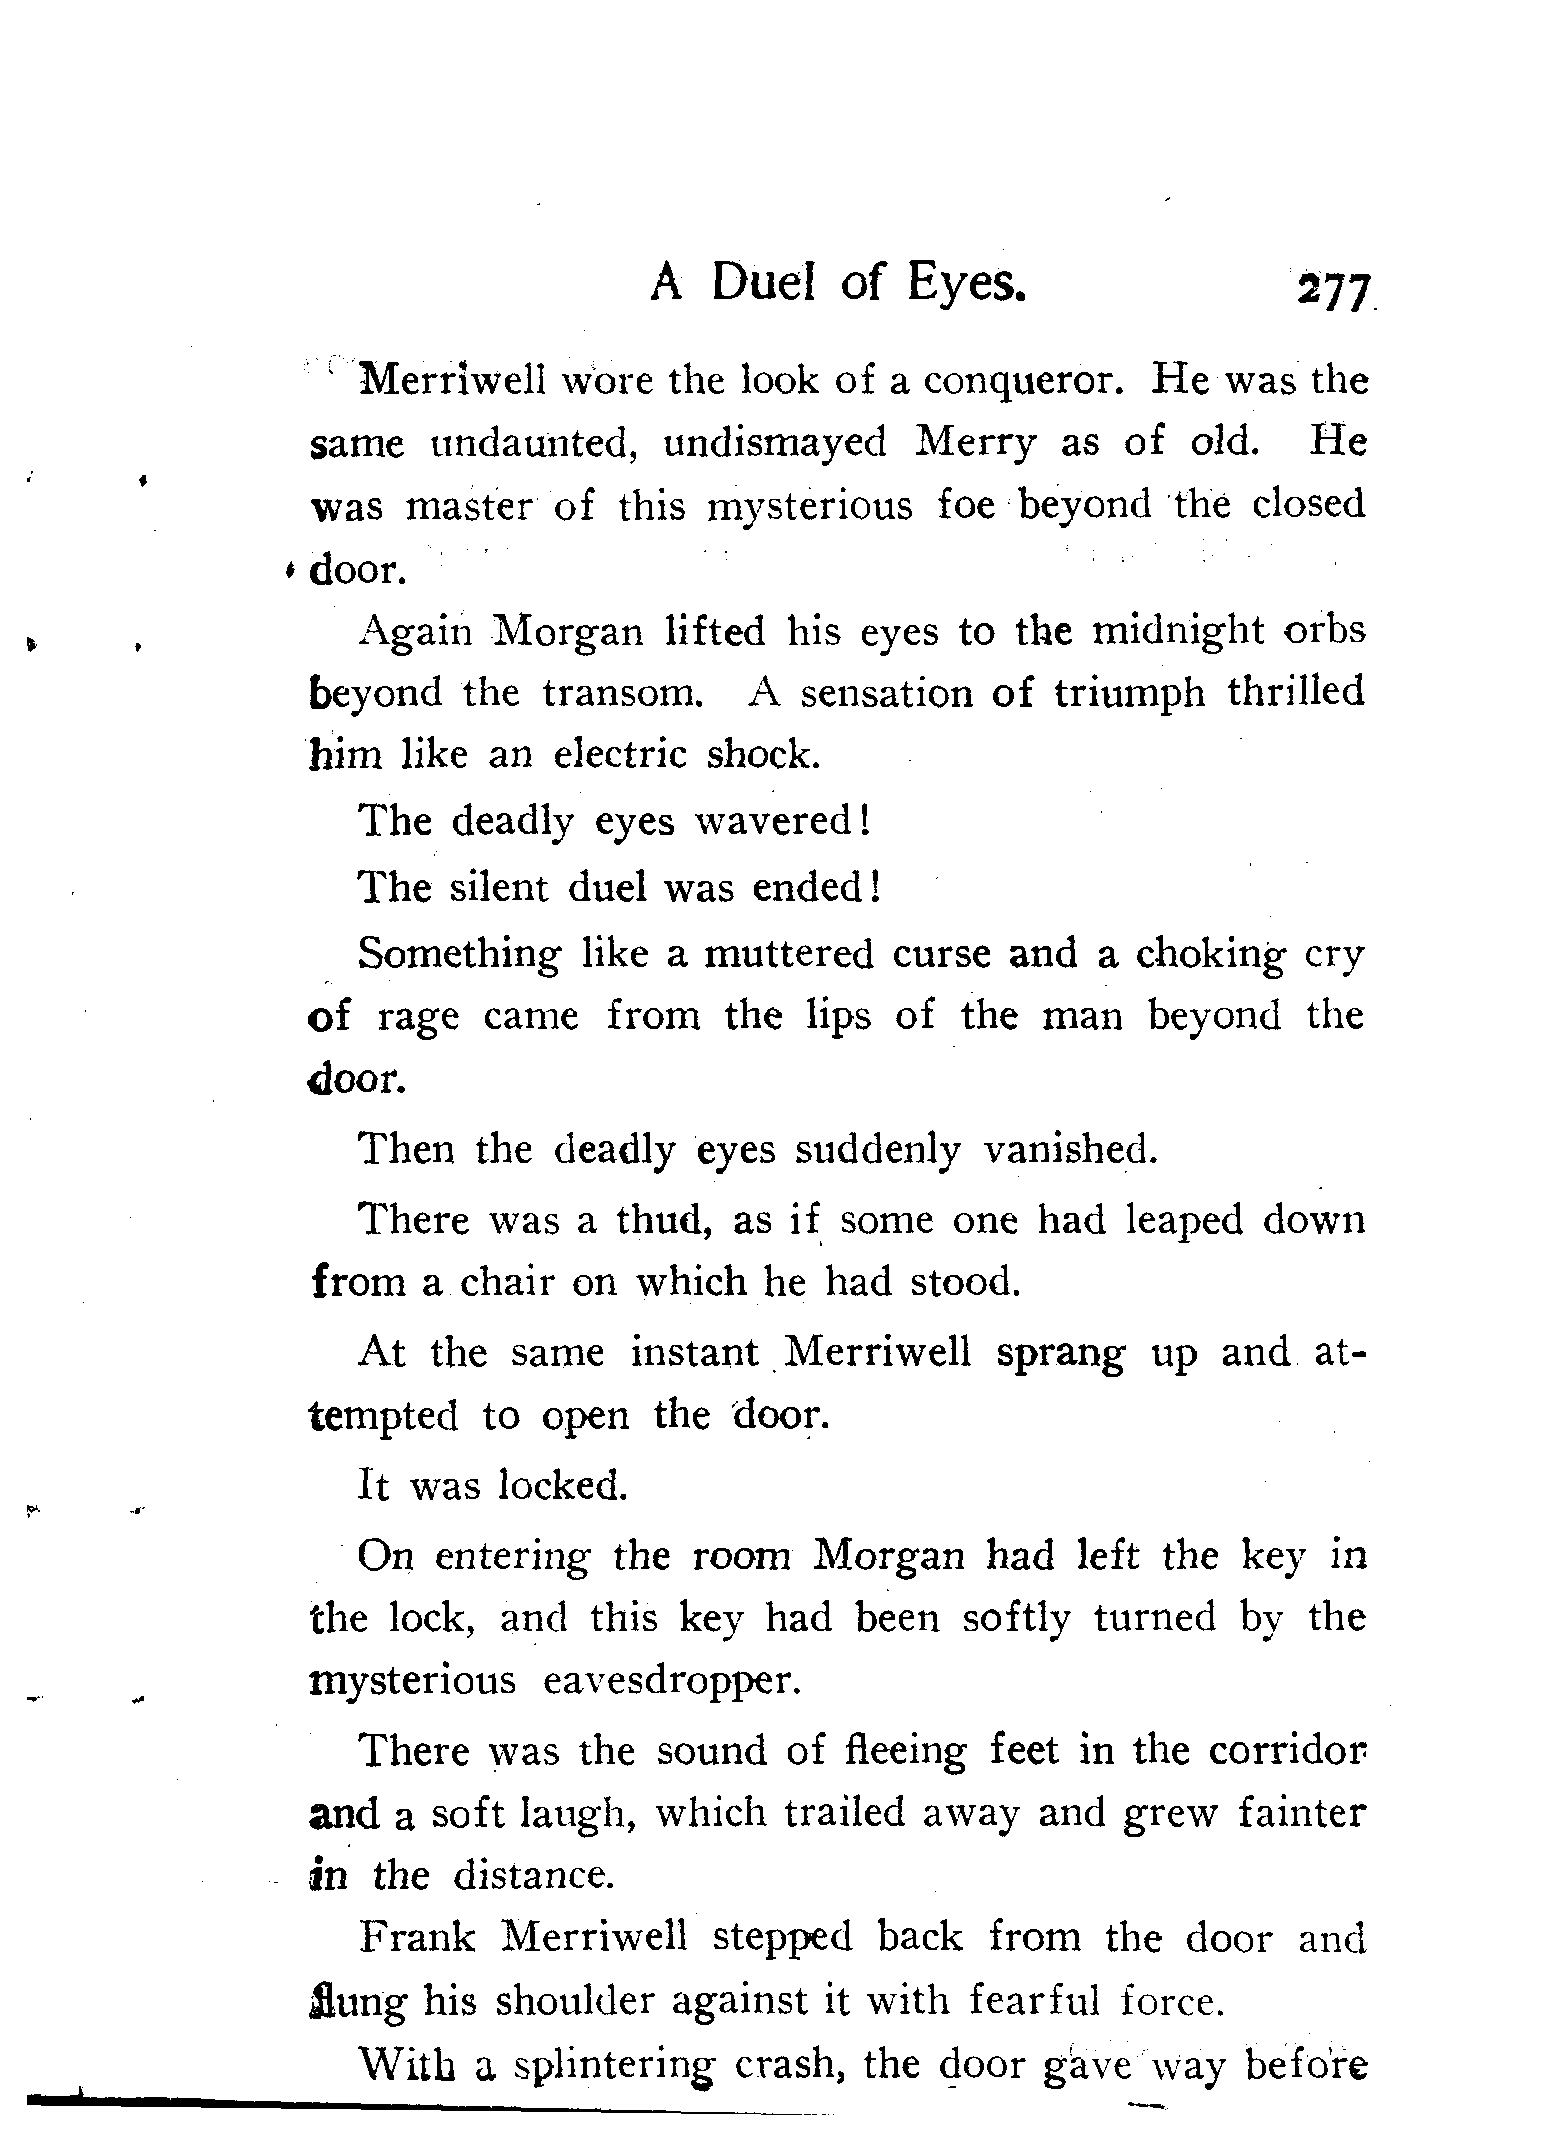 A Duel of Eyes. 277
Merriwell wore the look of a conqueror. He was the
same undaunted, undismayed Merry as of old. He
was master of this mysterious foe beyond the closed
door.
Again Morgan lifted his eyes to the midnight orbs
beyond the transom. A sensation of triumph thrilled
him like an electric shock.
The deadly eyes wavered!
The silent duel was ended!
Something like a muttered curse and a choking cry
of rage came from the lips of the man beyond the
door.
Then the deadly eyes suddenly vanished.
There was a thud, as if some one had leaped down
from a chair on which he had stood.
At the same instant Merriwell sprang up and at-
tempted to open the door.
It was locked.
On entering the room Morgan had left the key in
the lock, and this key had been softly turned by the
mysterious eavesdropper.
There was the sound of fleeing feet in the corridor
and a soft laugh, which trailed away and grew fainter
in the distance.
Frank Merriwell stepped back from the door and
flung his shoulder against it with fearful force.
With a splintering crash, the door gave way before